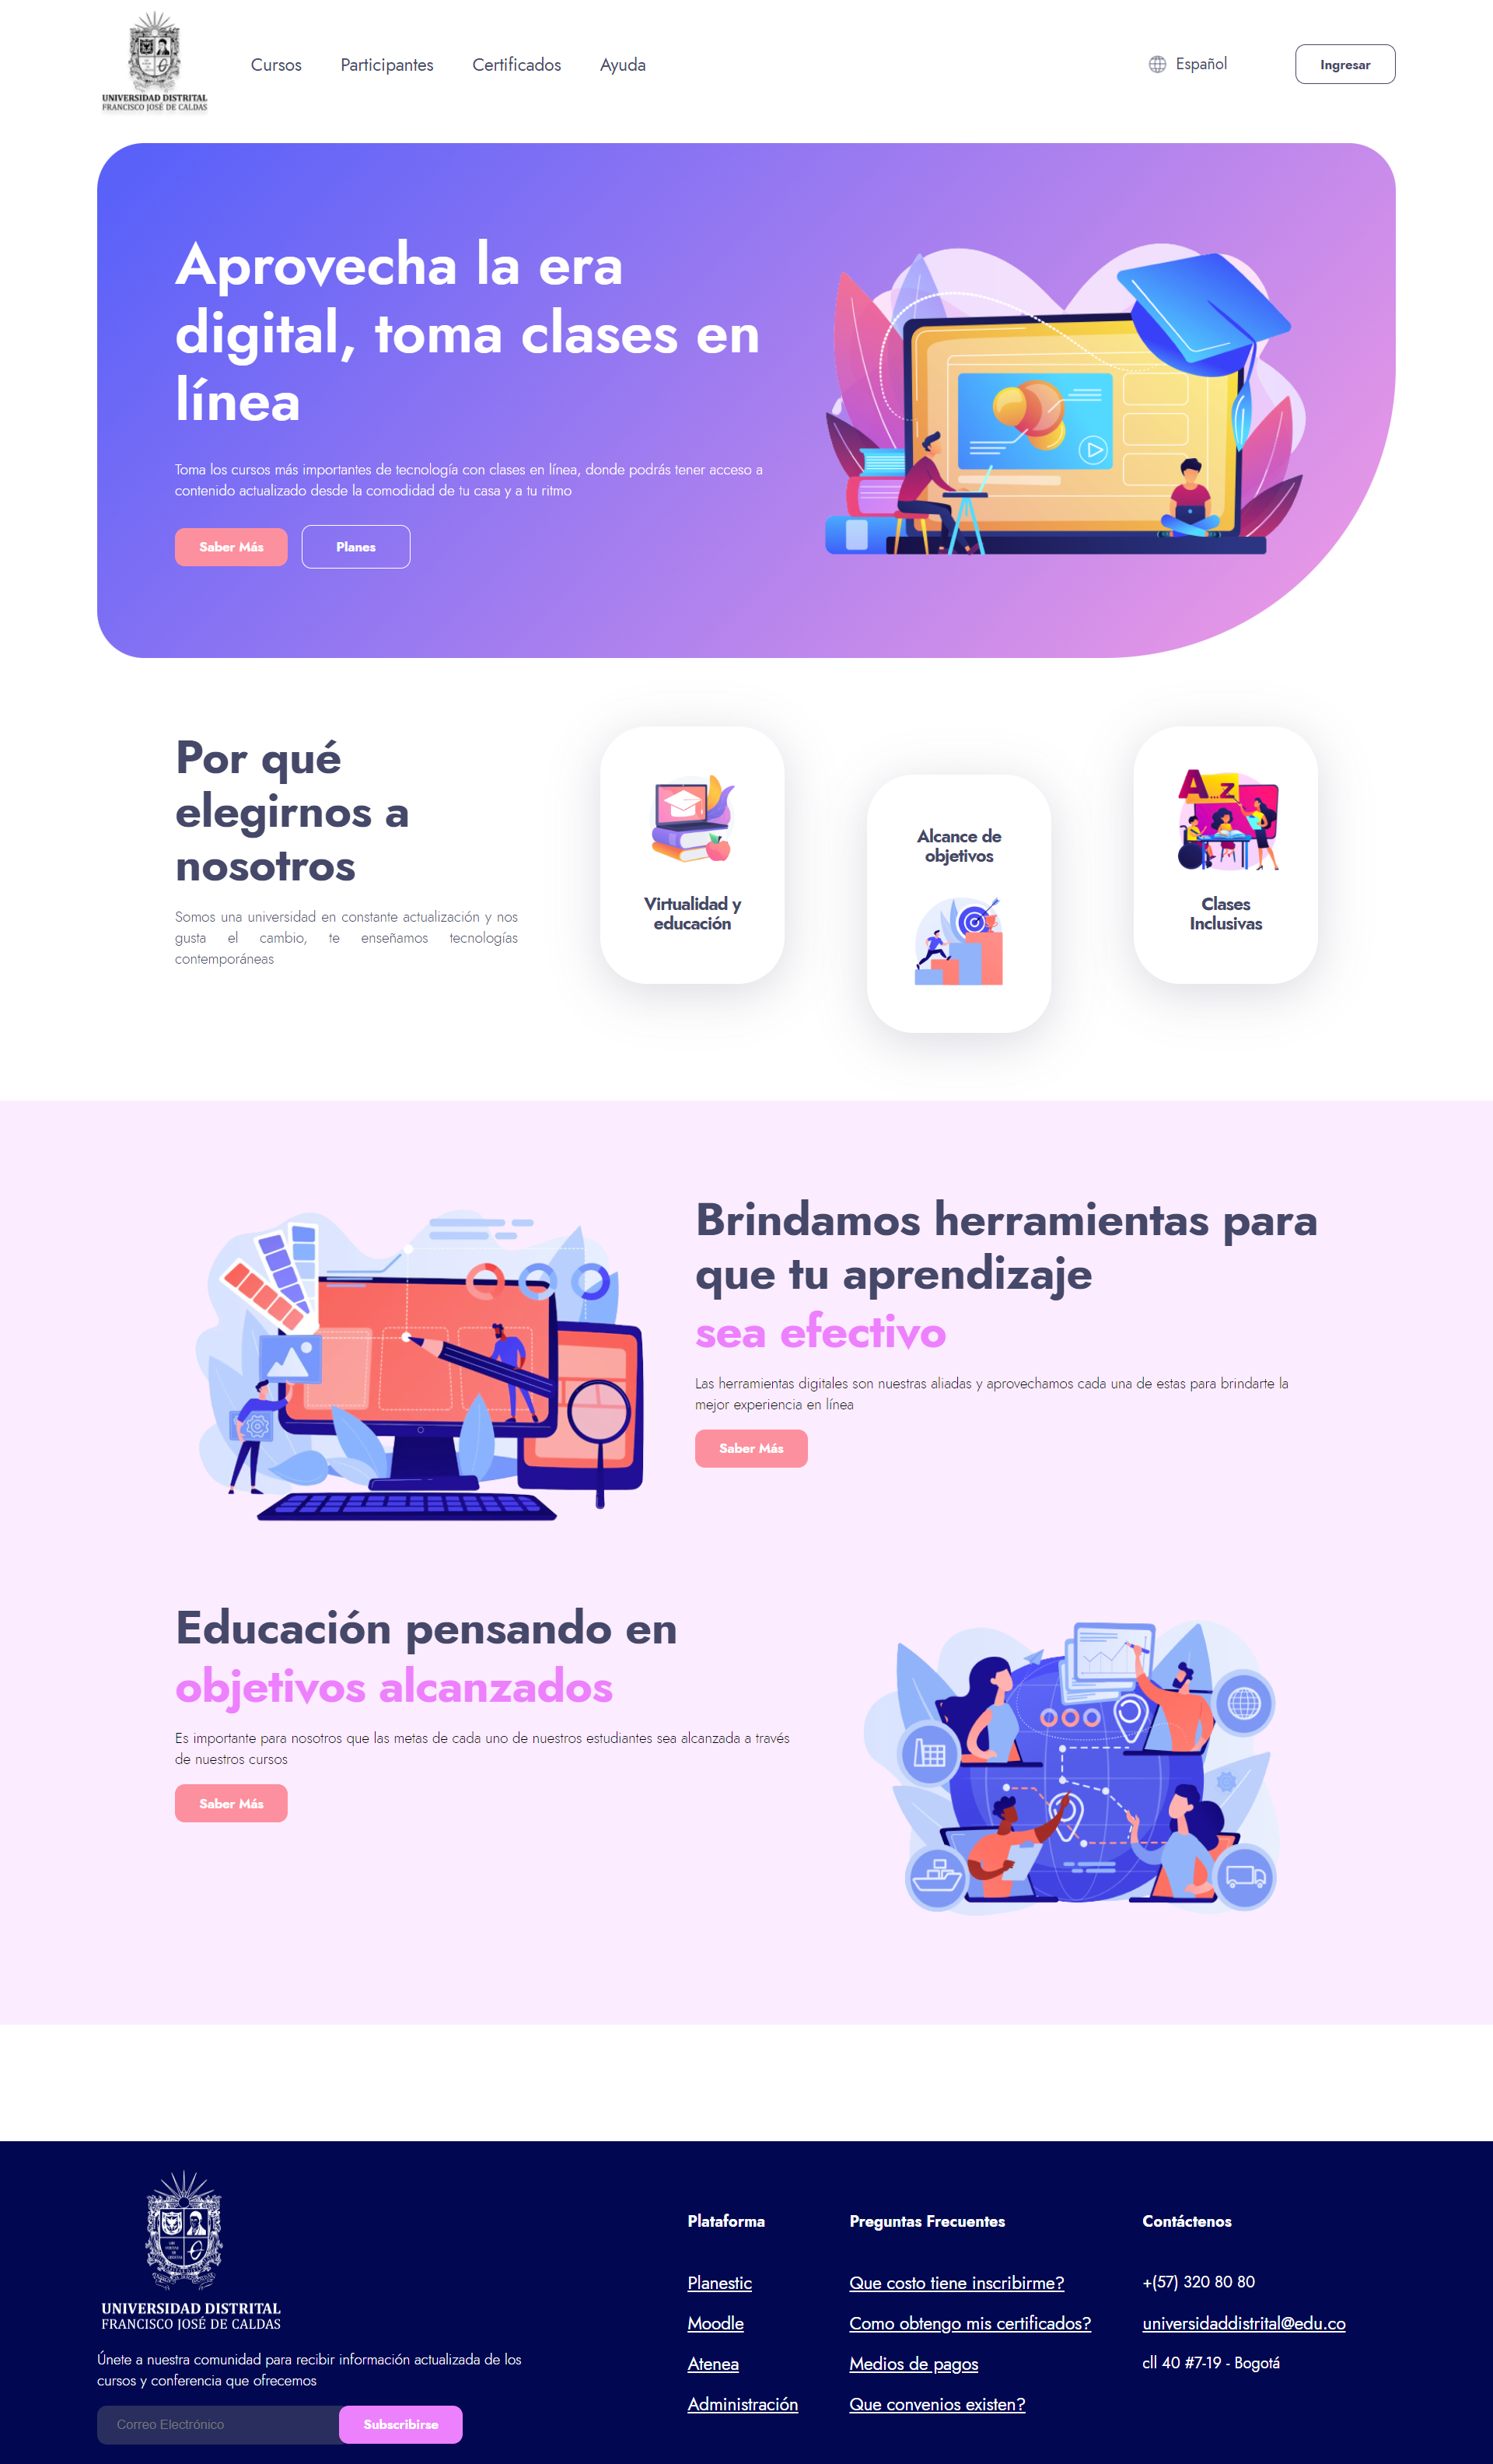 UNIVERSIDAD DISTRITAL
FRANCISCO JOSÉ DE CALDAS
Cursos
Participantes
Certificados
Ayuda
Español
Ingresar
Aprovecha la era
digital, toma clases en
línea
Toma los cursos más importantes de tecnología con clases en línea, donde podrás tener acceso a
contenido actualizado desde la comodidad de tu casa y a tu ritmo
Saber Más
Planes
Por qué
elegirnos a
nosotros
Somos una universidad en constante actualización y nos
gusta el cambio, te enseñamos tecnologías
contemporáneas
Virtualidad y
educación
Alcance de
objetivos
A...Z
Clases
Inclusivas
Brindamos herramientas para
que tu aprendizaje
sea efectivo
Las herramientas digitales son nuestras aliadas y aprovechamos cada una de estas para brindarte la
mejor experiencia en línea
Saber Más
Educación pensando en
objetivos alcanzados
Es importante para nosotros que las metas de cada uno de nuestros estudiantes sea alcanzada a través
de nuestros cursos
Saber Más
UNIVERSIDAD DISTRITAL
FRANCISCO JOSÉ DE CALDAS
Únete a nuestra comunidad para recibir información actualizada de los
cursos y conferencia que ofrecemos
Correo Electrónico
Subscribirse
Plataforma
Planestic
Moodle
Atenea
Administración
Preguntas Frecuentes
Que costo tiene inscribirme?
Como obtengo mis certificados?
Medios de pagos
Que convenios existen?
Contáctenos
+(57) 320 80 80
universidaddistrital@edu.co
cll 40 #7-19 - Bogotá